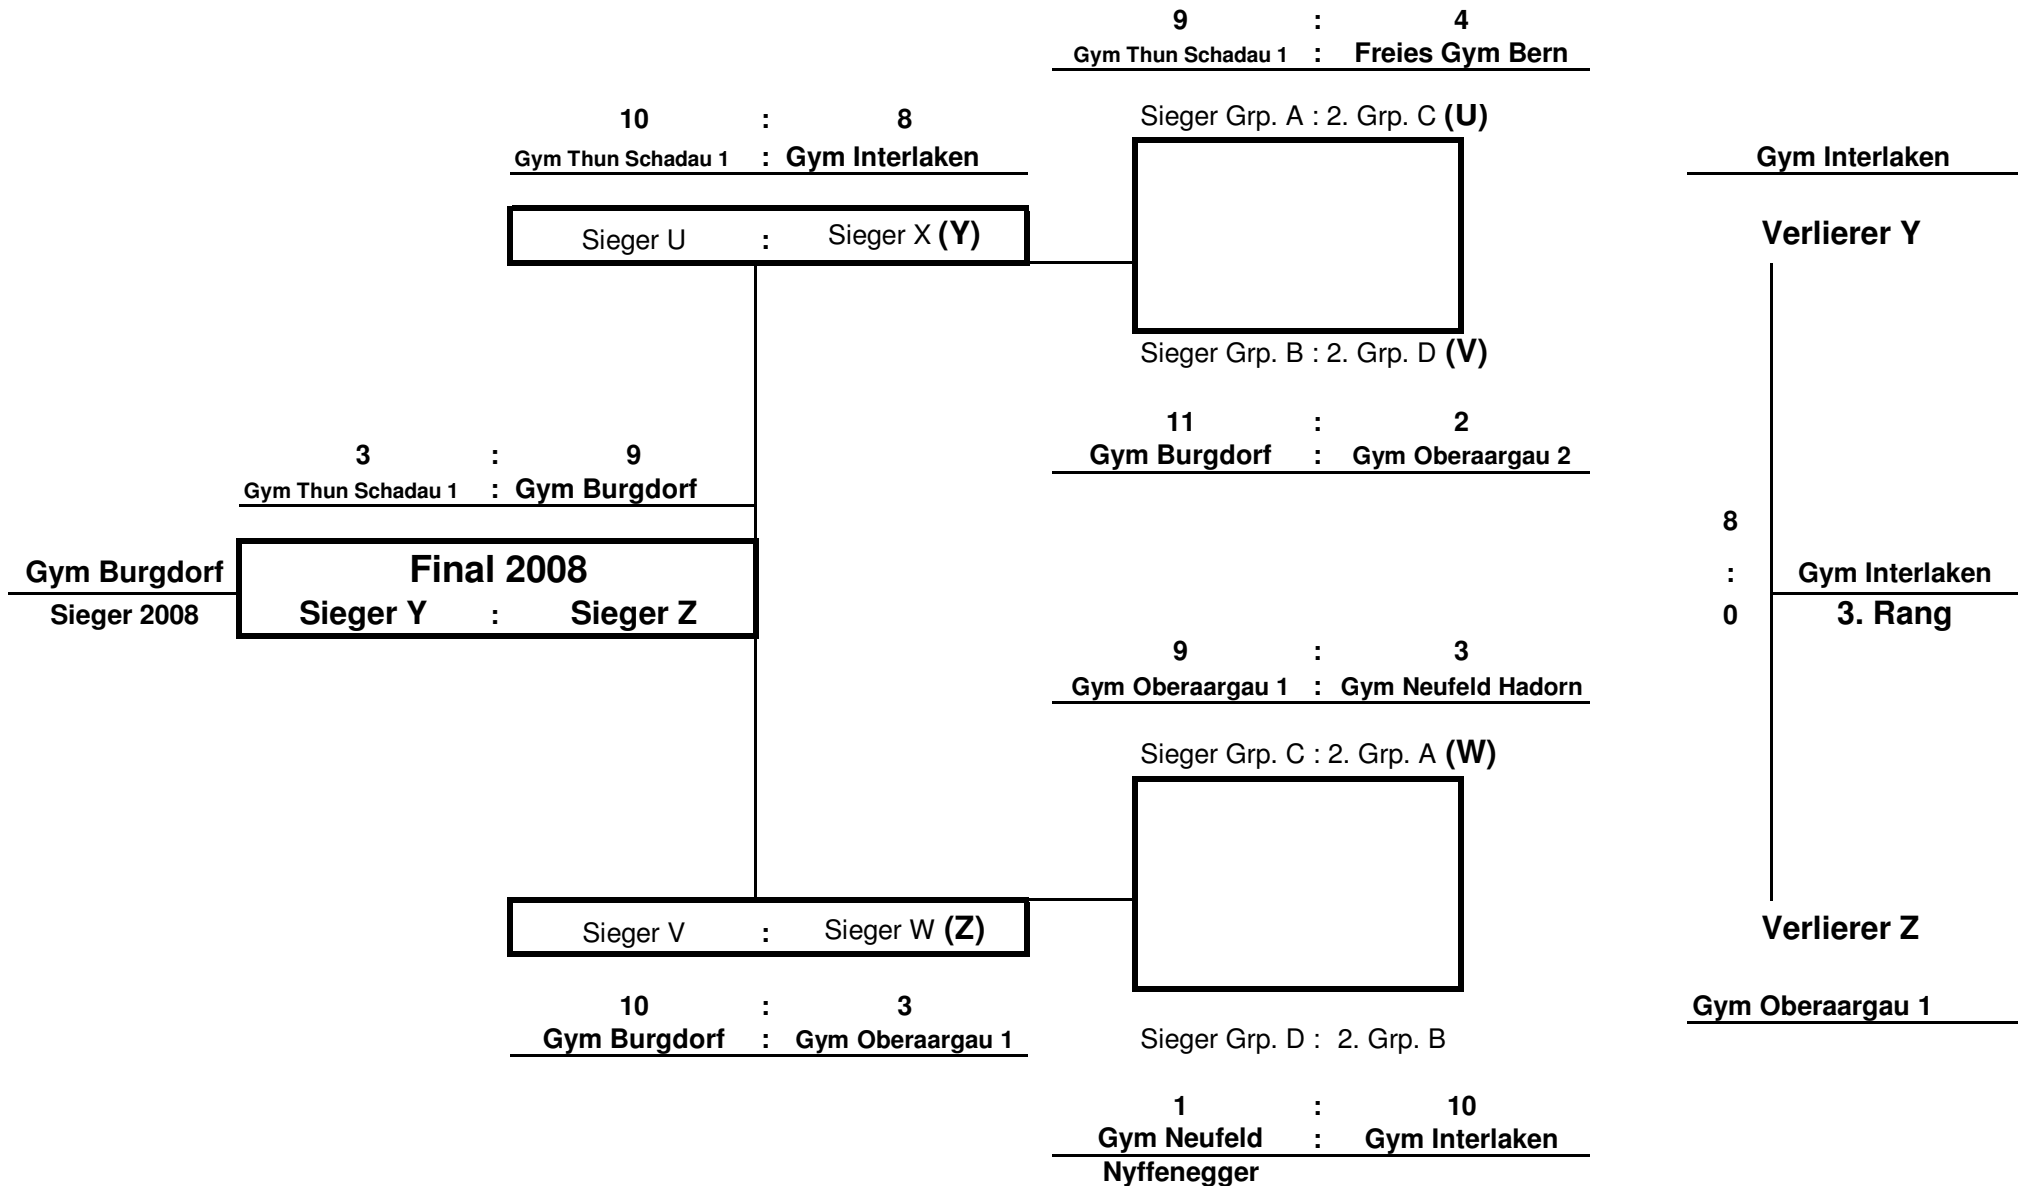 9 : 4
Gym Thun Schadau 1 : Freies Gym Bern
10 : 8
Sieger Grp. A : 2. Grp. C (U)
Gym Thun Schadau 1 : Gym Interlaken
Gym Interlaken
Sieger U : Sieger X (Y)
Verlierer Y
Sieger Grp. B : 2. Grp. D (V)
11 : 2
Gym Burgdorf : Gym Oberaargau 2
3 : 9
Gym Thun Schadau 1 : Gym Burgdorf
8
Gym Burgdorf
Final 2008
:
Gym Interlaken
Sieger 2008
Sieger Y : Sieger Z
0
3. Rang
9 : 3
Gym Oberaargau 1 : Gym Neufeld Hadorn
Sieger Grp. C : 2. Grp. A (W)
Sieger V : Sieger W (Z)
Verlierer Z
10 : 3
Gym Burgdorf : Gym Oberaargau 1
Gym Oberaargau 1
Sieger Grp. D : 2. Grp. B
1 : 10
Gym Neufeld : Gym Interlaken
Nyffenegger